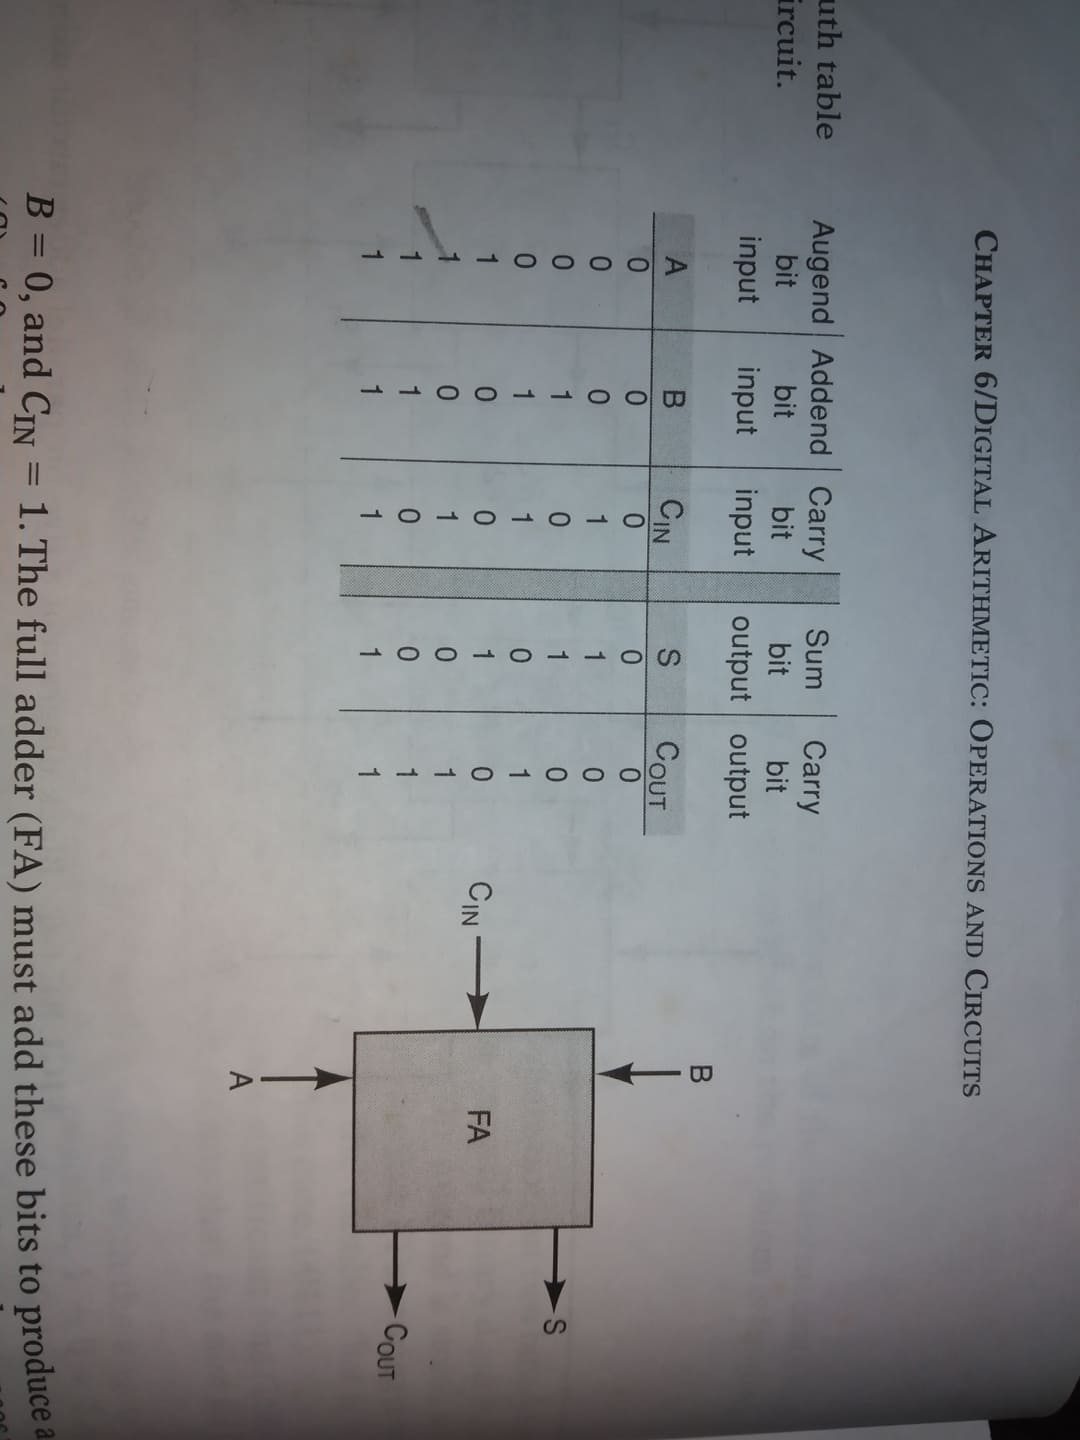 CHAPTER 6/DIGITAL ARITHMETIC: OPERATIONS AND CIRCUITS
uth table
ircuit.
Augend Addend Carry Sum Carry
bit bit bit bit bit
input input input output output
A B CIN S COUT
0 0 0 0 0
0 0 1 1 0
0 1 0 1 0
0 1 1 0 1
1 0 0 1 0
1 0 1 0 1
1 1 0 0 1
1 1 1 1 1
B
CIN
FA
S
COUT
A
B = 0, and CIN = 1. The full adder (FA) must add these bits to produce a